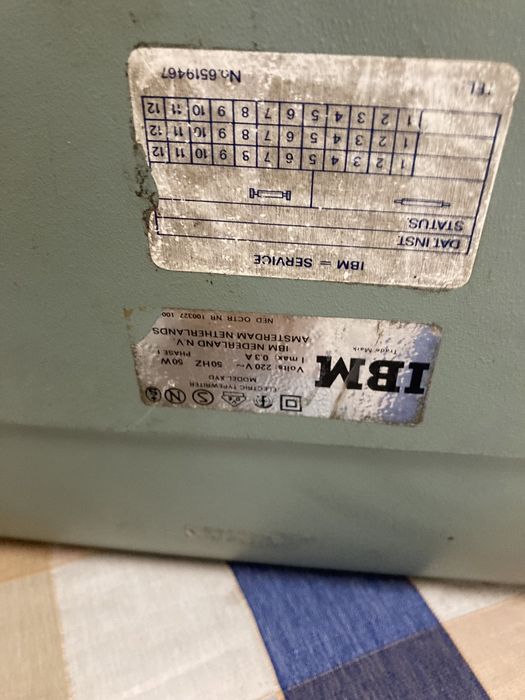 IBM
Trade Mark
ELECTRIC TYPEWRITER
MODEL XYD
Volts: 220 V~ 50HZ 50W
I max: 0.3 A PHASE 1
IBM NEDERLAND N.V
AMSTERDAM NETHERLANDS
NED OCTR NR 100327 100
IBM = SERVICE
DAT.INST.
STATUS.
1 2 3 4 5 6 7 8 9 10 11 12
1 2 3 4 5 6 7 8 9 10 11 12
1 2 3 4 5 6 7 8 9 10 11 12
TEL. No. 6519467